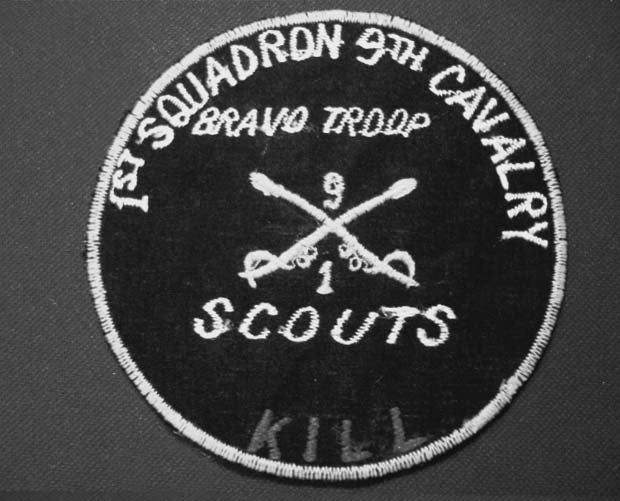 1ST SQUADRON 9TH CAVALRY
BRAVO TROOP
9
1
SCOUTS
KILL